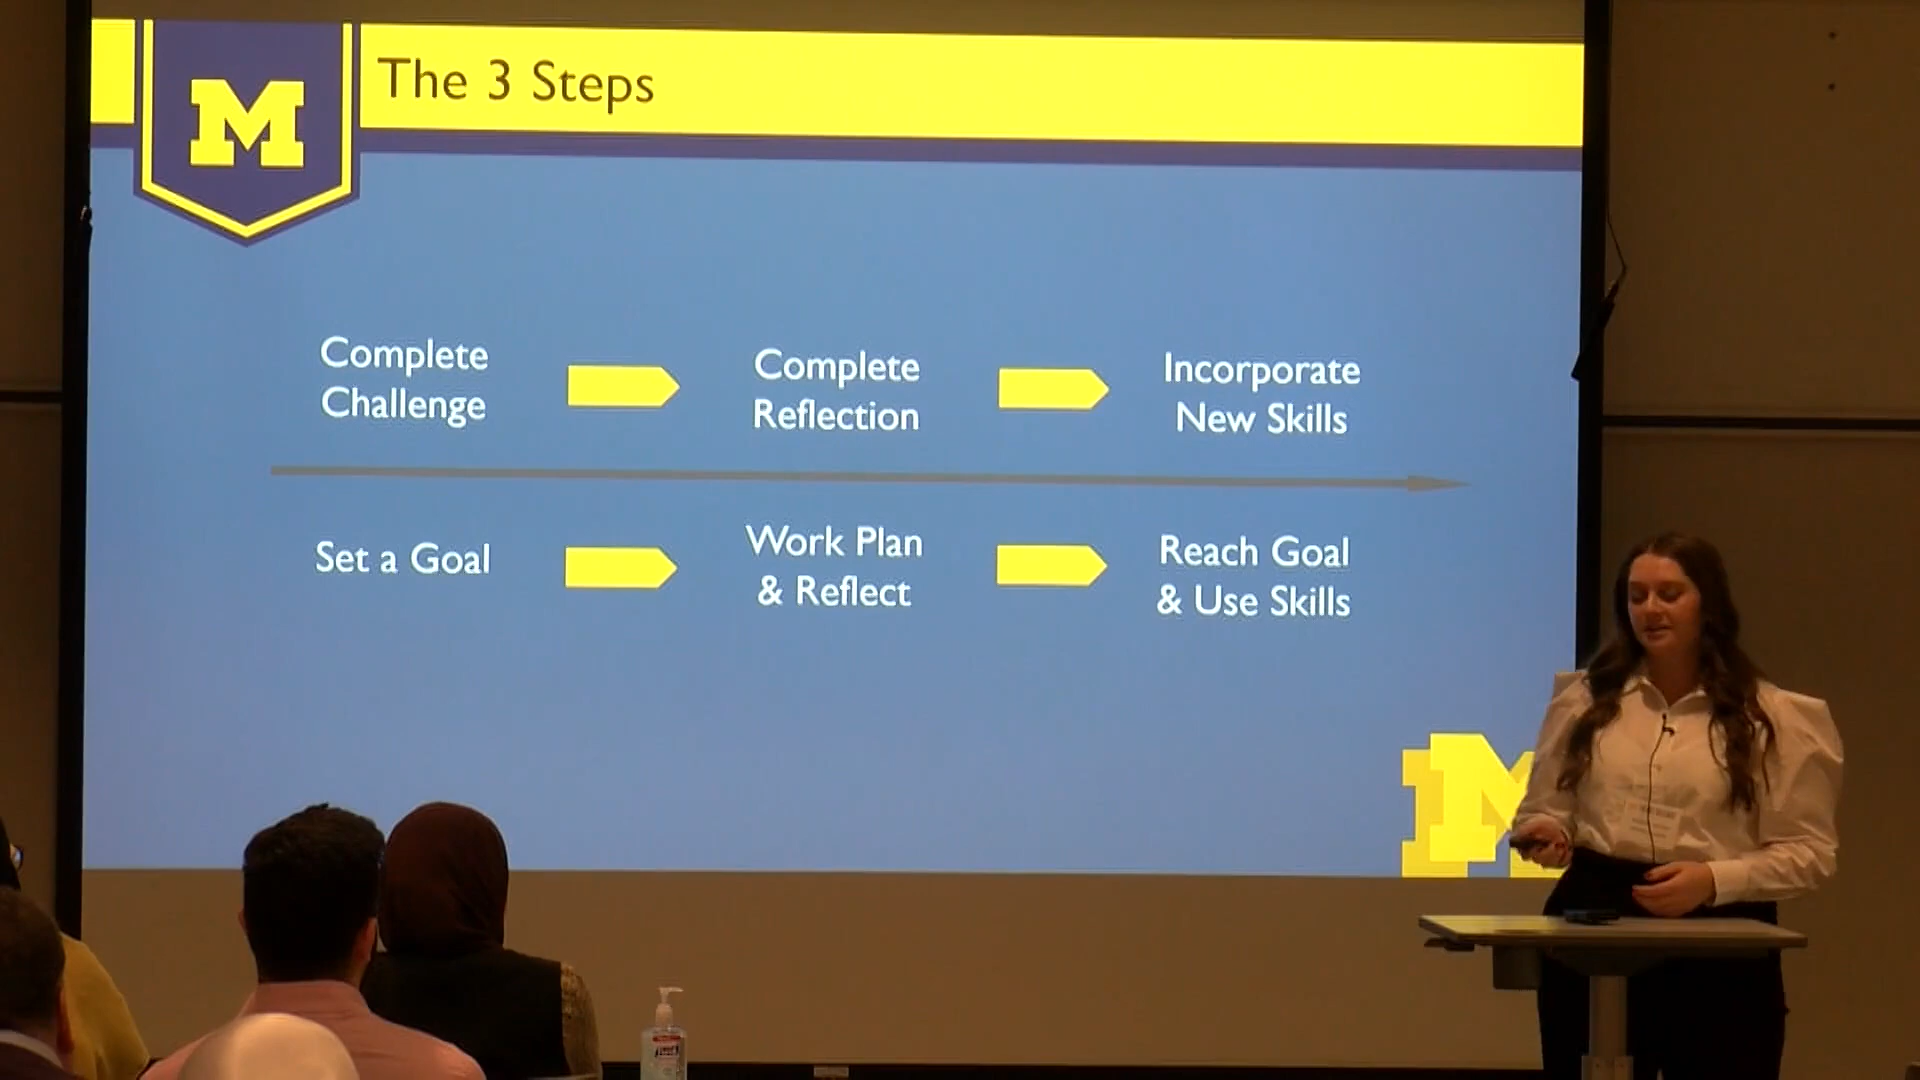 M
The 3 Steps
Complete
Challenge
Complete
Reflection
Incorporate
New Skills
Set a Goal
Work Plan
& Reflect
Reach Goal
& Use Skills
M